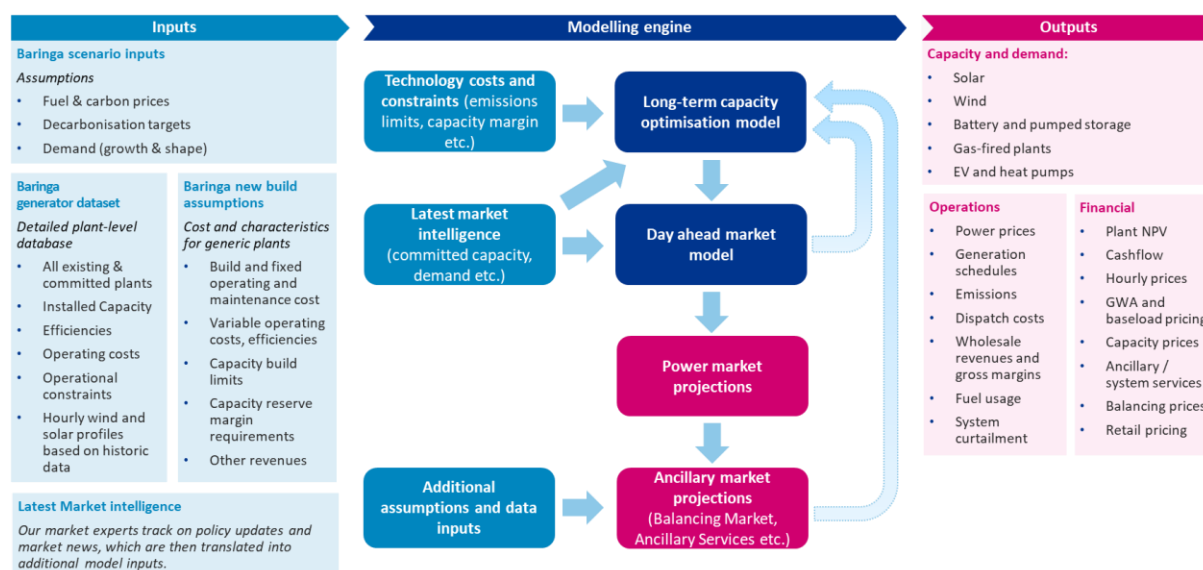 Inputs
Baringa scenario inputs
Assumptions
• Fuel & carbon prices
• Decarbonisation targets
• Demand (growth & shape)
Baringa
generator dataset
Detailed plant-level
database
• All existing &
committed plants
• Installed Capacity
• Efficiencies
• Operating costs
• Operational
constraints
• Hourly wind and
solar profiles
based on historic
data
Baringa new build
assumptions
Cost and characteristics
for generic plants
• Build and fixed
operating and
maintenance cost
• Variable operating
costs, efficiencies
• Capacity build
limits
• Capacity reserve
margin
requirements
• Other revenues
Latest Market intelligence
Our market experts track on policy updates and
market news, which are then translated into
additional model inputs.
Modelling engine
Technology costs and
constraints (emissions
limits, capacity margin
etc.)
Long-term capacity
optimisation model
Latest market
intelligence
(committed capacity,
demand etc.)
Day ahead market
model
Power market
projections
Additional
assumptions and data
inputs
Ancillary market
projections
(Balancing Market,
Ancillary Services etc.)
Outputs
Capacity and demand:
• Solar
• Wind
• Battery and pumped storage
• Gas-fired plants
• EV and heat pumps
Operations
• Power prices
• Generation
schedules
• Emissions
• Dispatch costs
• Wholesale
revenues and
gross margins
• Fuel usage
• System
curtailment
Financial
• Plant NPV
• Cashflow
• Hourly prices
• GWA and
baseload pricing
• Capacity prices
• Ancillary /
system services
• Balancing prices
• Retail pricing